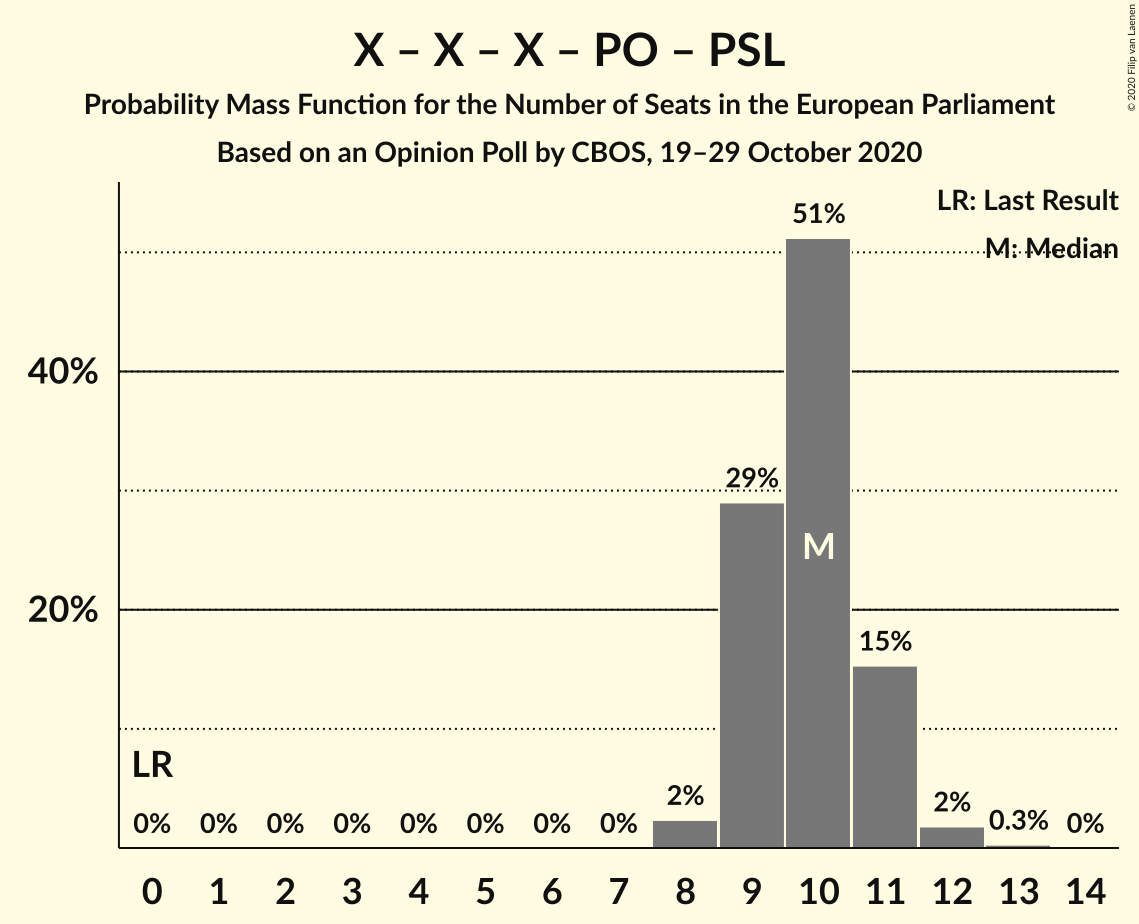 X – X – X – PO – PSL
Probability Mass Function for the Number of Seats in the European Parliament
Based on an Opinion Poll by CBOS, 19–29 October 2020
© 2020 Filip van Laenen
LR: Last Result
M: Median
51%
40%
29%
M
20%
15%
LR
0% 0% 0% 0% 0% 0% 0% 0% 2% 2% 0.3% 0%
0 1 2 3 4 5 6 7 8 9 10 11 12 13 14